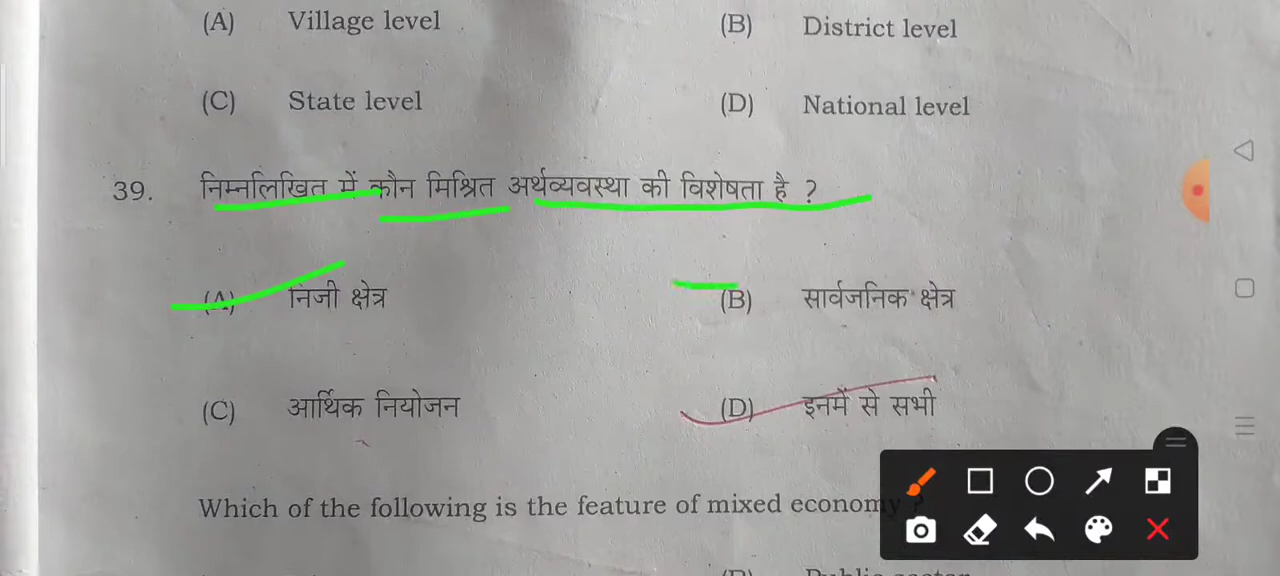 (A) Village level (B) District level
(C) State level (D) National level
39. निम्नलिखित में कौन मिश्रित अर्थव्यवस्था की विशेषता है ?
(A) निजी क्षेत्र (B) सार्वजनिक क्षेत्र
(C) आर्थिक नियोजन (D) इनमें से सभी
Which of the following is the feature of mixed economy ?